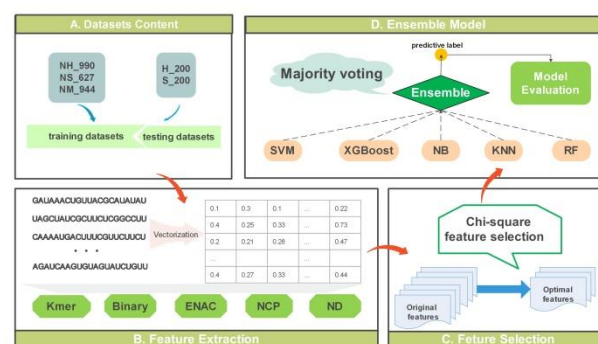 A. Datasets Content
NH_990
NS_627
NM_944
H_200
S_200
training datasets
testing datasets
D. Ensemble Model
predictive label
Majority voting
Ensemble
Model
Evaluation
SVM
XGBoost
NB
KNN
RF
GAUAAACUGUUACGCAUAUAU
UAGCUAUCGCUUCUCGGCCUU
CAAAAUGACUUUCGUUCUUCU
. . .
AGAUCAAGUGUAGUAUCUGUU
Vectorization
0.1 0.3 0.1 ... 0.22
0.4 0.25 0.33 ... 0.73
0.2 0.21 0.28 ... 0.47
... ...
0.4 0.27 0.33 ... 0.44
Kmer
Binary
ENAC
NCP
ND
B. Feature Extraction
Chi-square
feature selection
Original
features
Optimal
features
C. Feture Selection